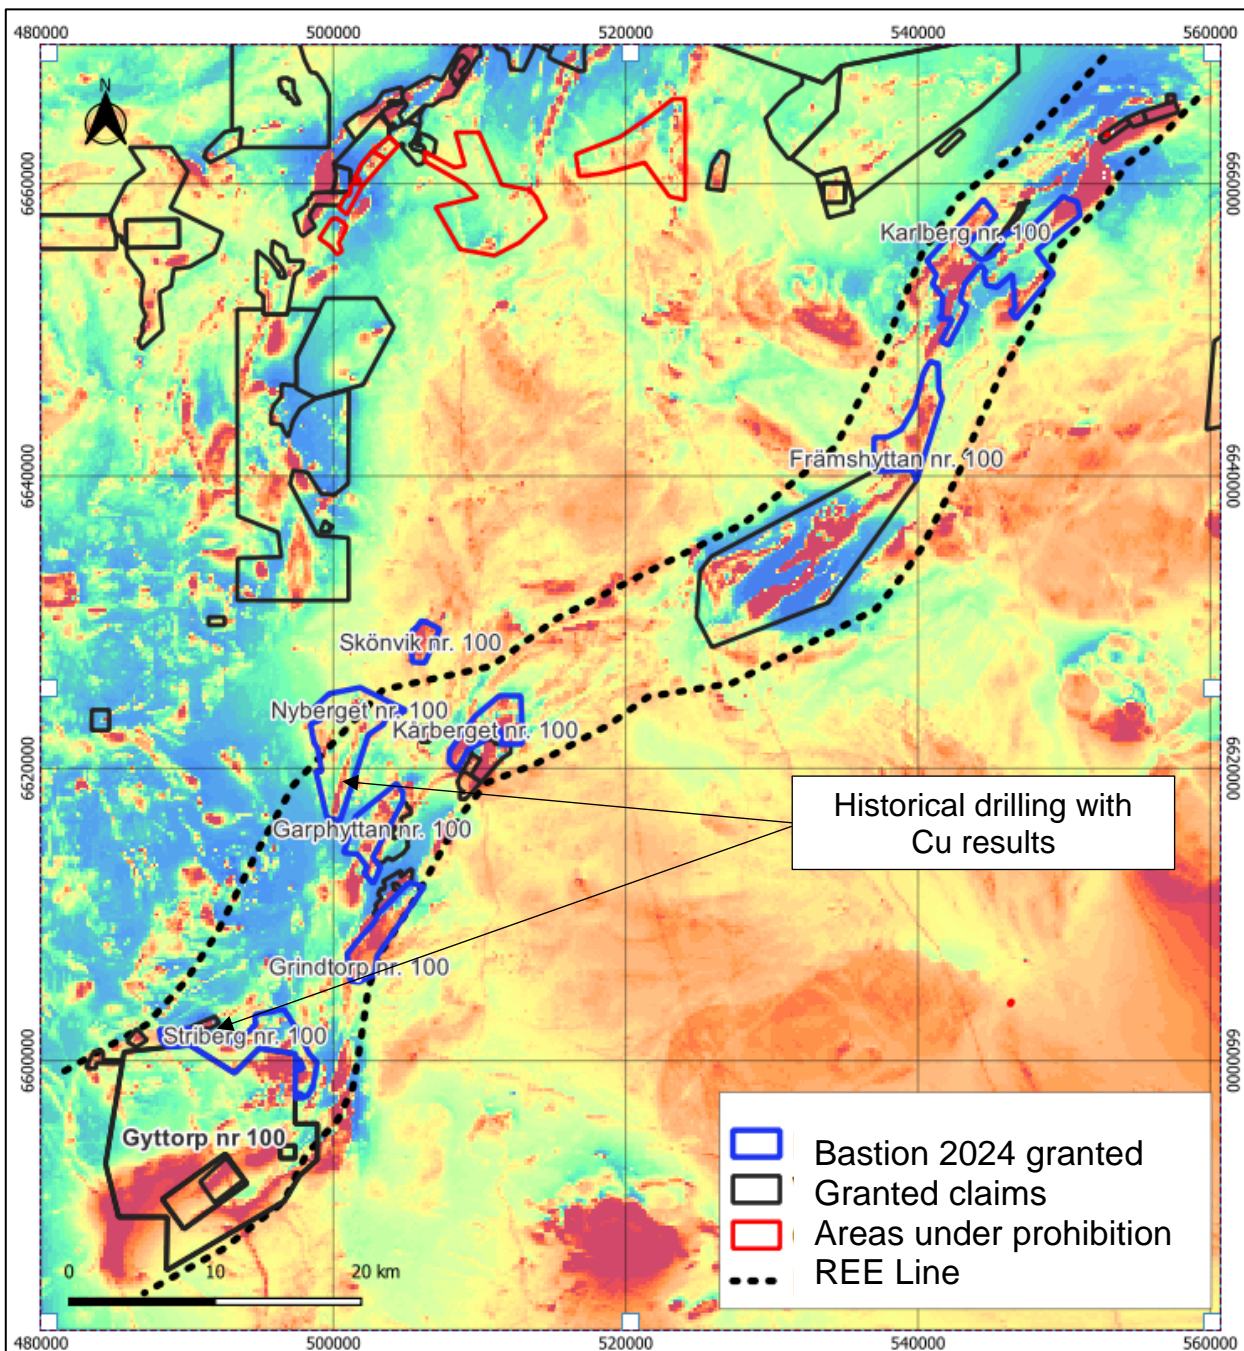 480000
500000
520000
540000
560000
N
6660000
6660000
Karlberg nr. 100
Främshyttan nr. 100
6640000
6640000
Skönvik nr. 100
Nyberget nr. 100
Kårberget nr. 100
6620000
6620000
Historical drilling with
Cu results
Garphyttan nr. 100
Grindtorp nr. 100
Striberg nr. 100
6600000
6600000
Gyttorp nr 100
Bastion 2024 granted
Granted claims
Areas under prohibition
REE Line
0
10
20 km
480000
500000
520000
540000
560000